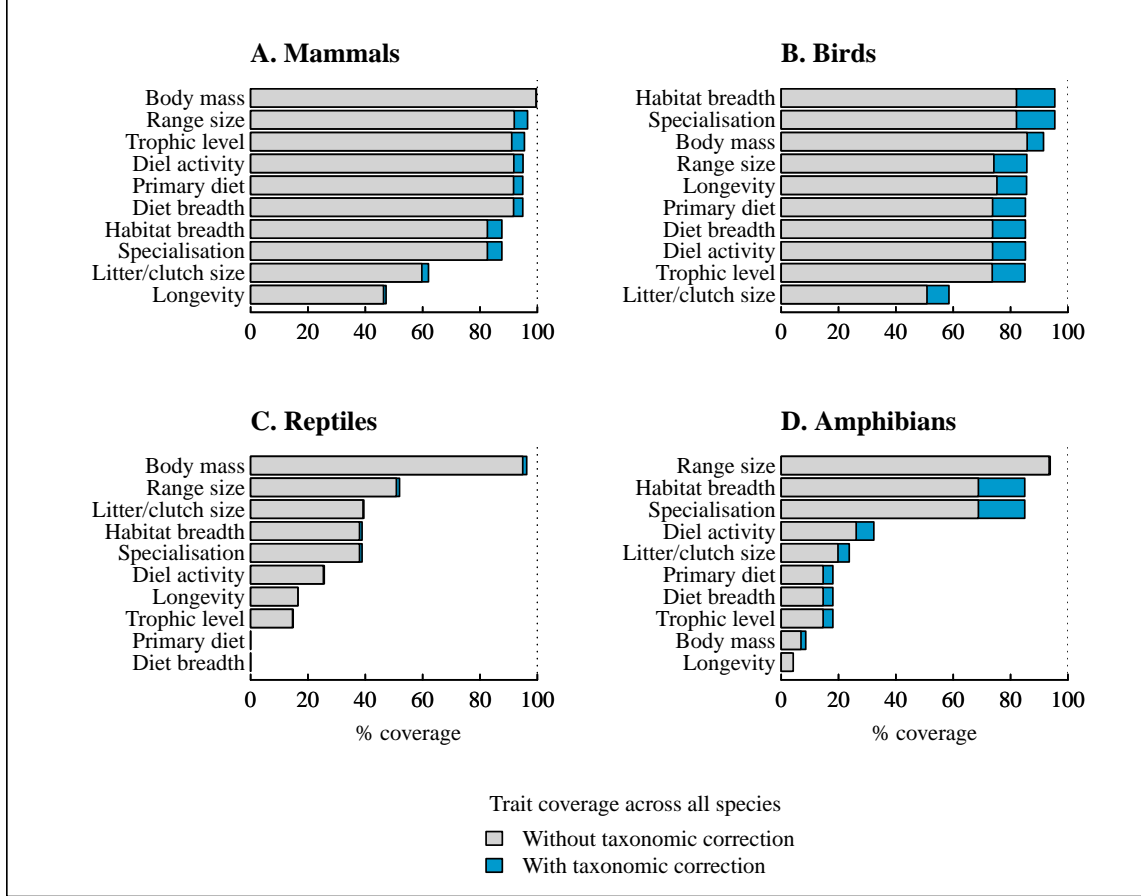 A. Mammals
Body mass
Range size
Trophic level
Diel activity
Primary diet
Diet breadth
Habitat breadth
Specialisation
Litter/clutch size
Longevity
0 20 40 60 80 100
B. Birds
Habitat breadth
Specialisation
Body mass
Range size
Longevity
Primary diet
Diet breadth
Diel activity
Trophic level
Litter/clutch size
0 20 40 60 80 100
C. Reptiles
Body mass
Range size
Litter/clutch size
Habitat breadth
Specialisation
Diel activity
Longevity
Trophic level
Primary diet
Diet breadth
0 20 40 60 80 100
% coverage
D. Amphibians
Range size
Habitat breadth
Specialisation
Diel activity
Litter/clutch size
Primary diet
Diet breadth
Trophic level
Body mass
Longevity
0 20 40 60 80 100
% coverage
Trait coverage across all species
Without taxonomic correction
With taxonomic correction